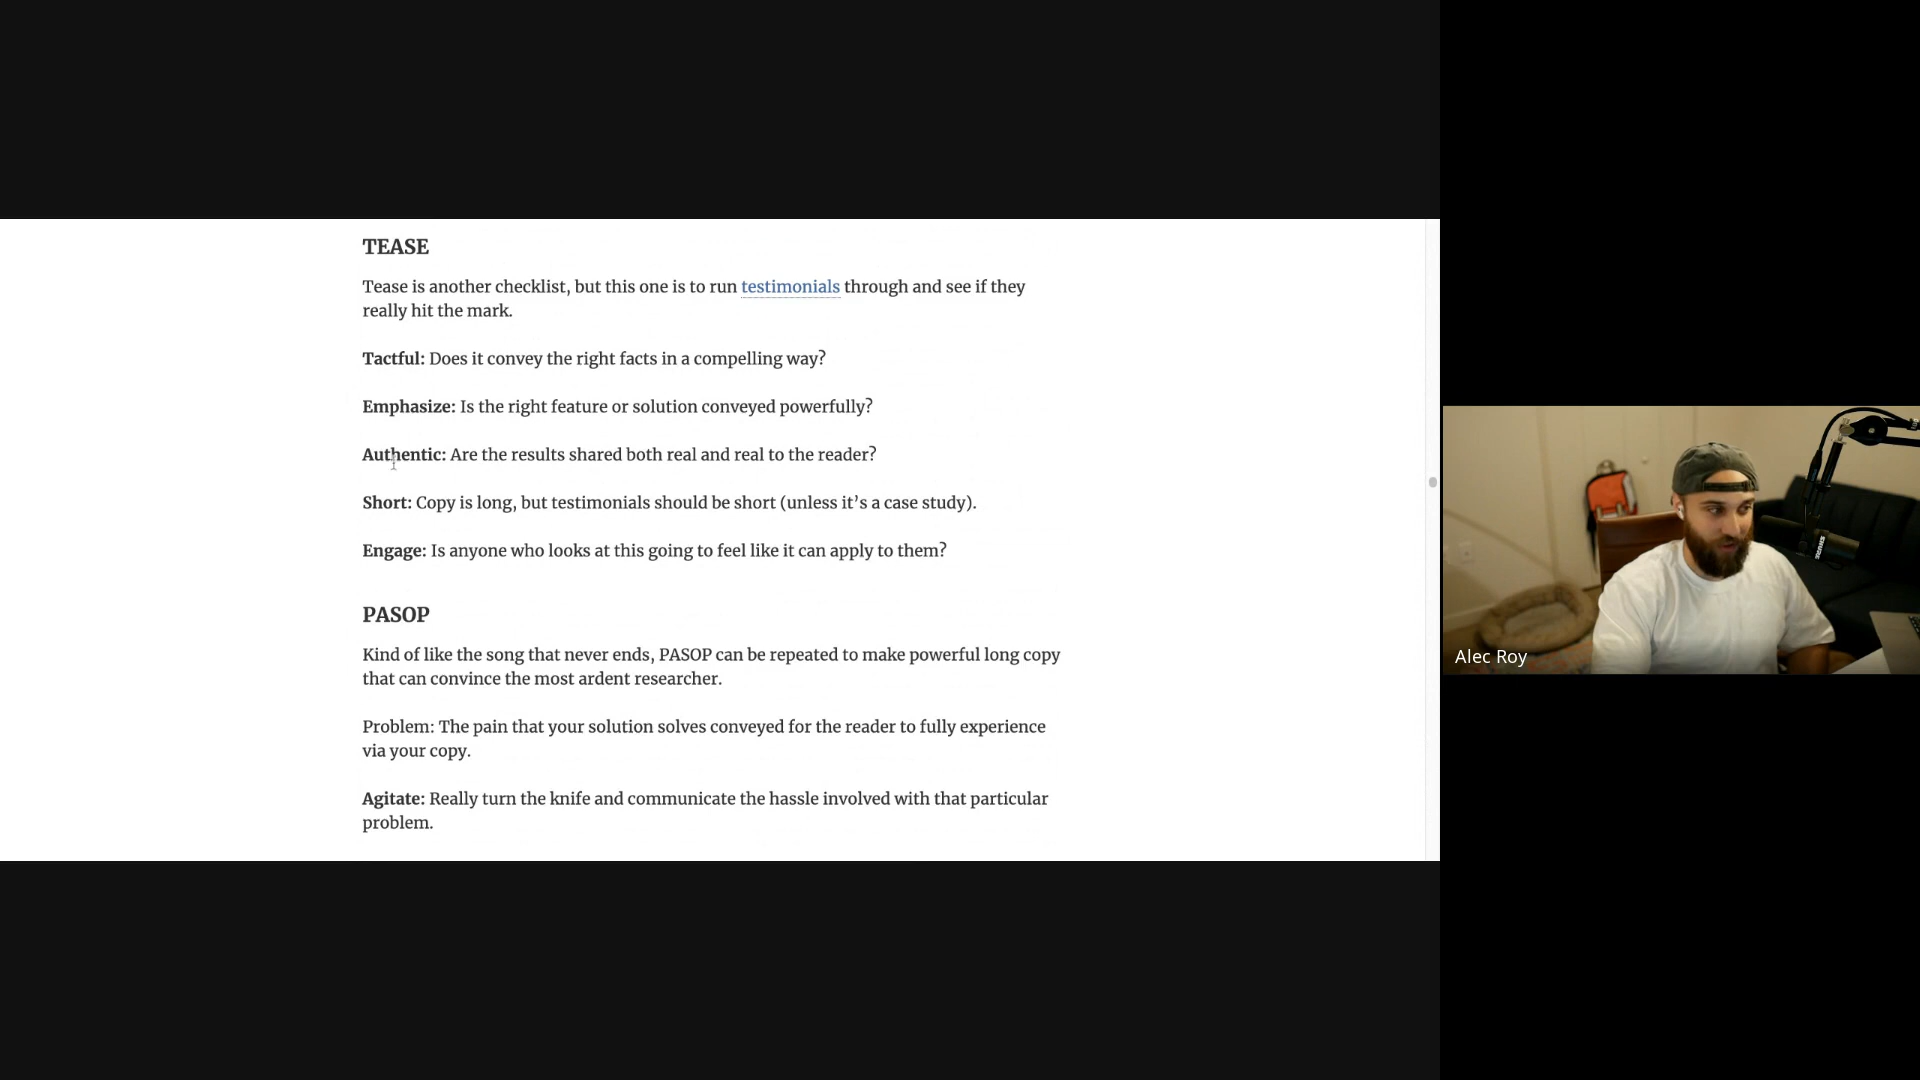 TEASE
Tease is another checklist, but this one is to run testimonials through and see if they
really hit the mark.
Tactful: Does it convey the right facts in a compelling way?
Emphasize: Is the right feature or solution conveyed powerfully?
Authentic: Are the results shared both real and real to the reader?
Short: Copy is long, but testimonials should be short (unless it’s a case study).
Engage: Is anyone who looks at this going to feel like it can apply to them?
PASOP
Kind of like the song that never ends, PASOP can be repeated to make powerful long copy
that can convince the most ardent researcher.
Problem: The pain that your solution solves conveyed for the reader to fully experience
via your copy.
Agitate: Really turn the knife and communicate the hassle involved with that particular
problem.
SHURE
Alec Roy